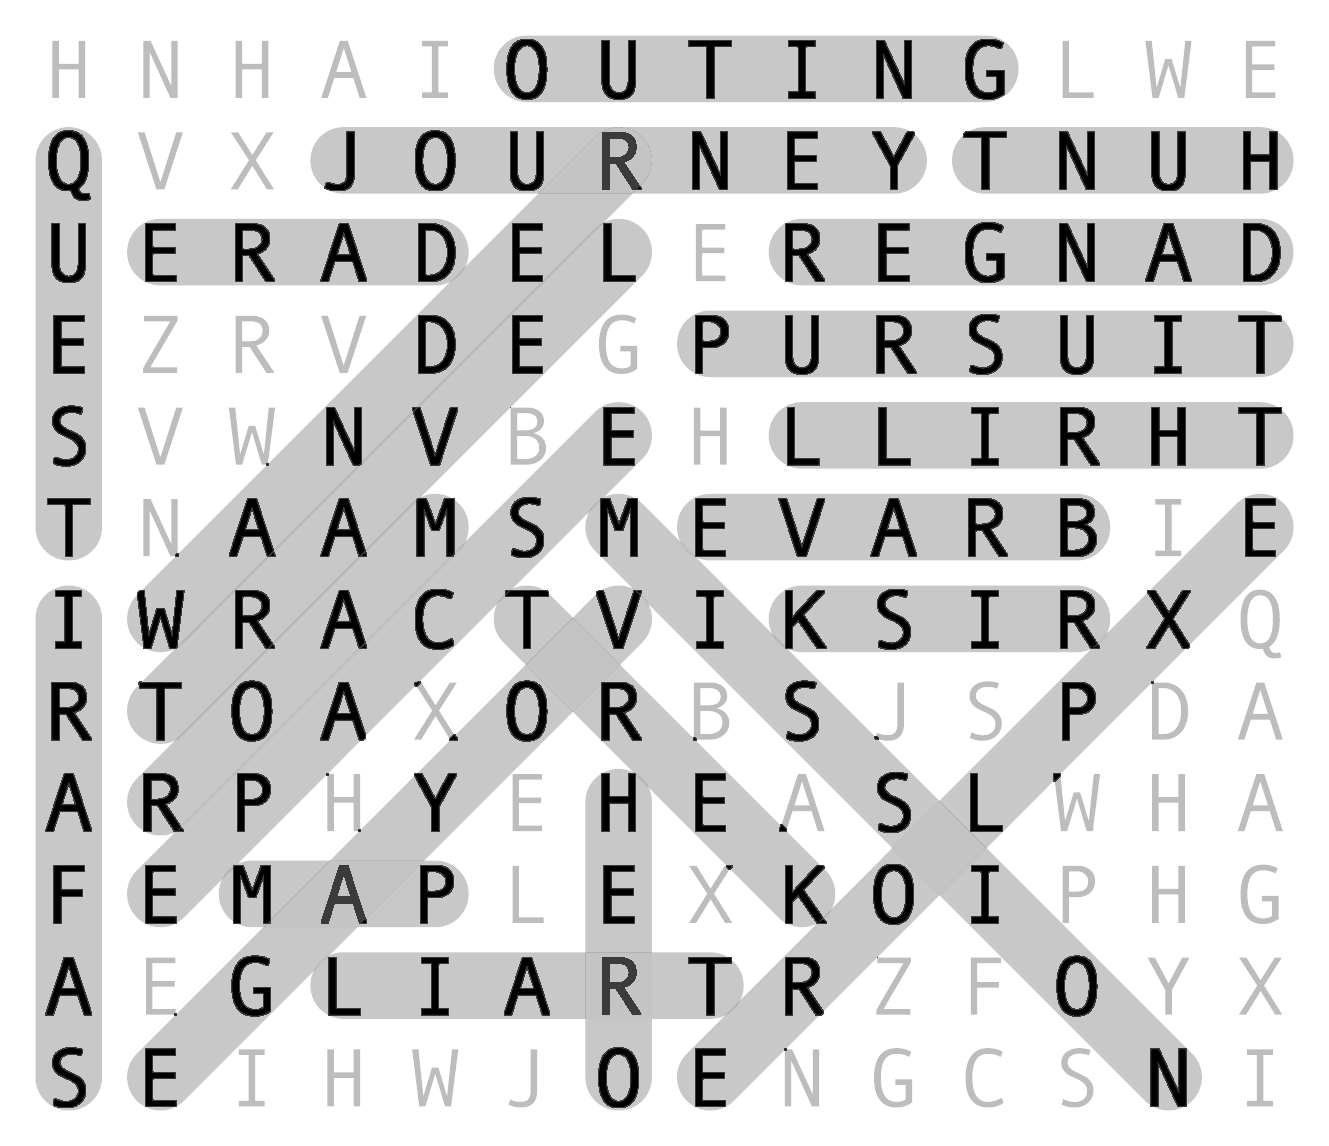 H N H A I O U T I N G L W E
Q V X J O U R N E Y T N U H
U E R A D E L E R E G N A D
E Z R V D E G P U R S U I T
S V W N V B E H L L I R H T
T N A A M S M E V A R B I E
I W R A C T V I K S I R X Q
R T O A X O R B S J S P D A
A R P H Y E H E A S L W H A
F E M A P L E X K O I P H G
A E G L I A R T R Z F O Y X
S E I H W J O E N G C S N I